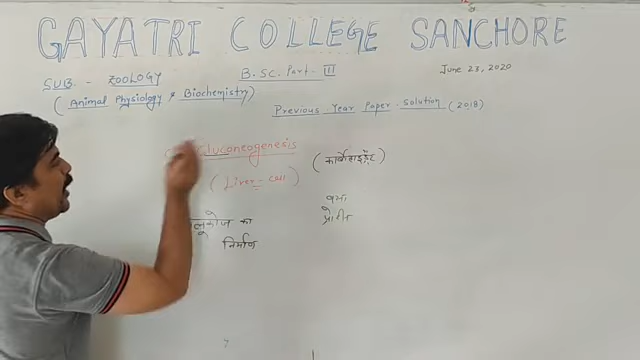 GAYATRI COLLEGE SANCHORE
SUB. - ZOOLOGY
B.SC. Part - III
June 23, 2020
( Animal Physiology & Biochemistry)
Previous Year Paper Solution (2018)
Gluconeogenesis
( कार्बोहाइड्रेट )
( Liver - cell )
वसा
का
प्रोटीन
निर्माण